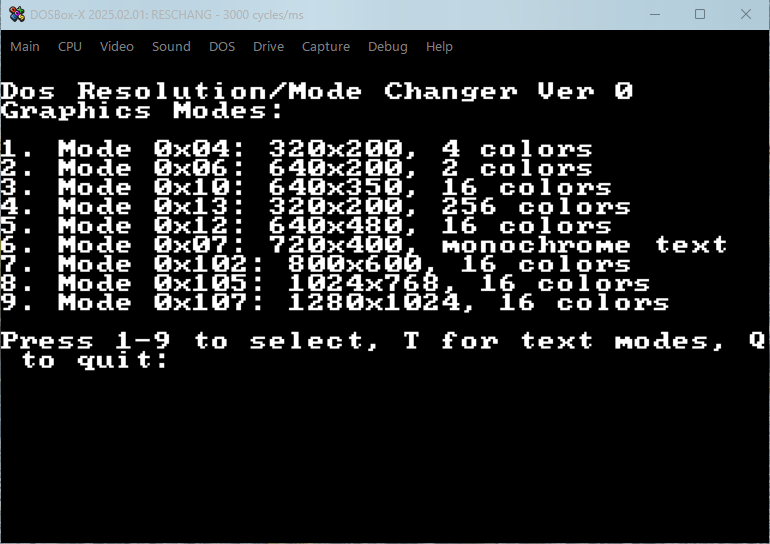 DOSBox-X 2025.02.01: RESCHANG - 3000 cycles/ms
Main CPU Video Sound DOS Drive Capture Debug Help
Dos Resolution/Mode Changer Ver 0
Graphics Modes:
1. Mode 0x04: 320x200, 4 colors
2. Mode 0x06: 640x200, 2 colors
3. Mode 0x10: 640x350, 16 colors
4. Mode 0x13: 320x200, 256 colors
5. Mode 0x12: 640x480, 16 colors
6. Mode 0x07: 720x400, monochrome text
7. Mode 0x102: 800x600, 16 colors
8. Mode 0x105: 1024x768, 16 colors
9. Mode 0x107: 1280x1024, 16 colors
Press 1-9 to select, T for text modes, Q
to quit: